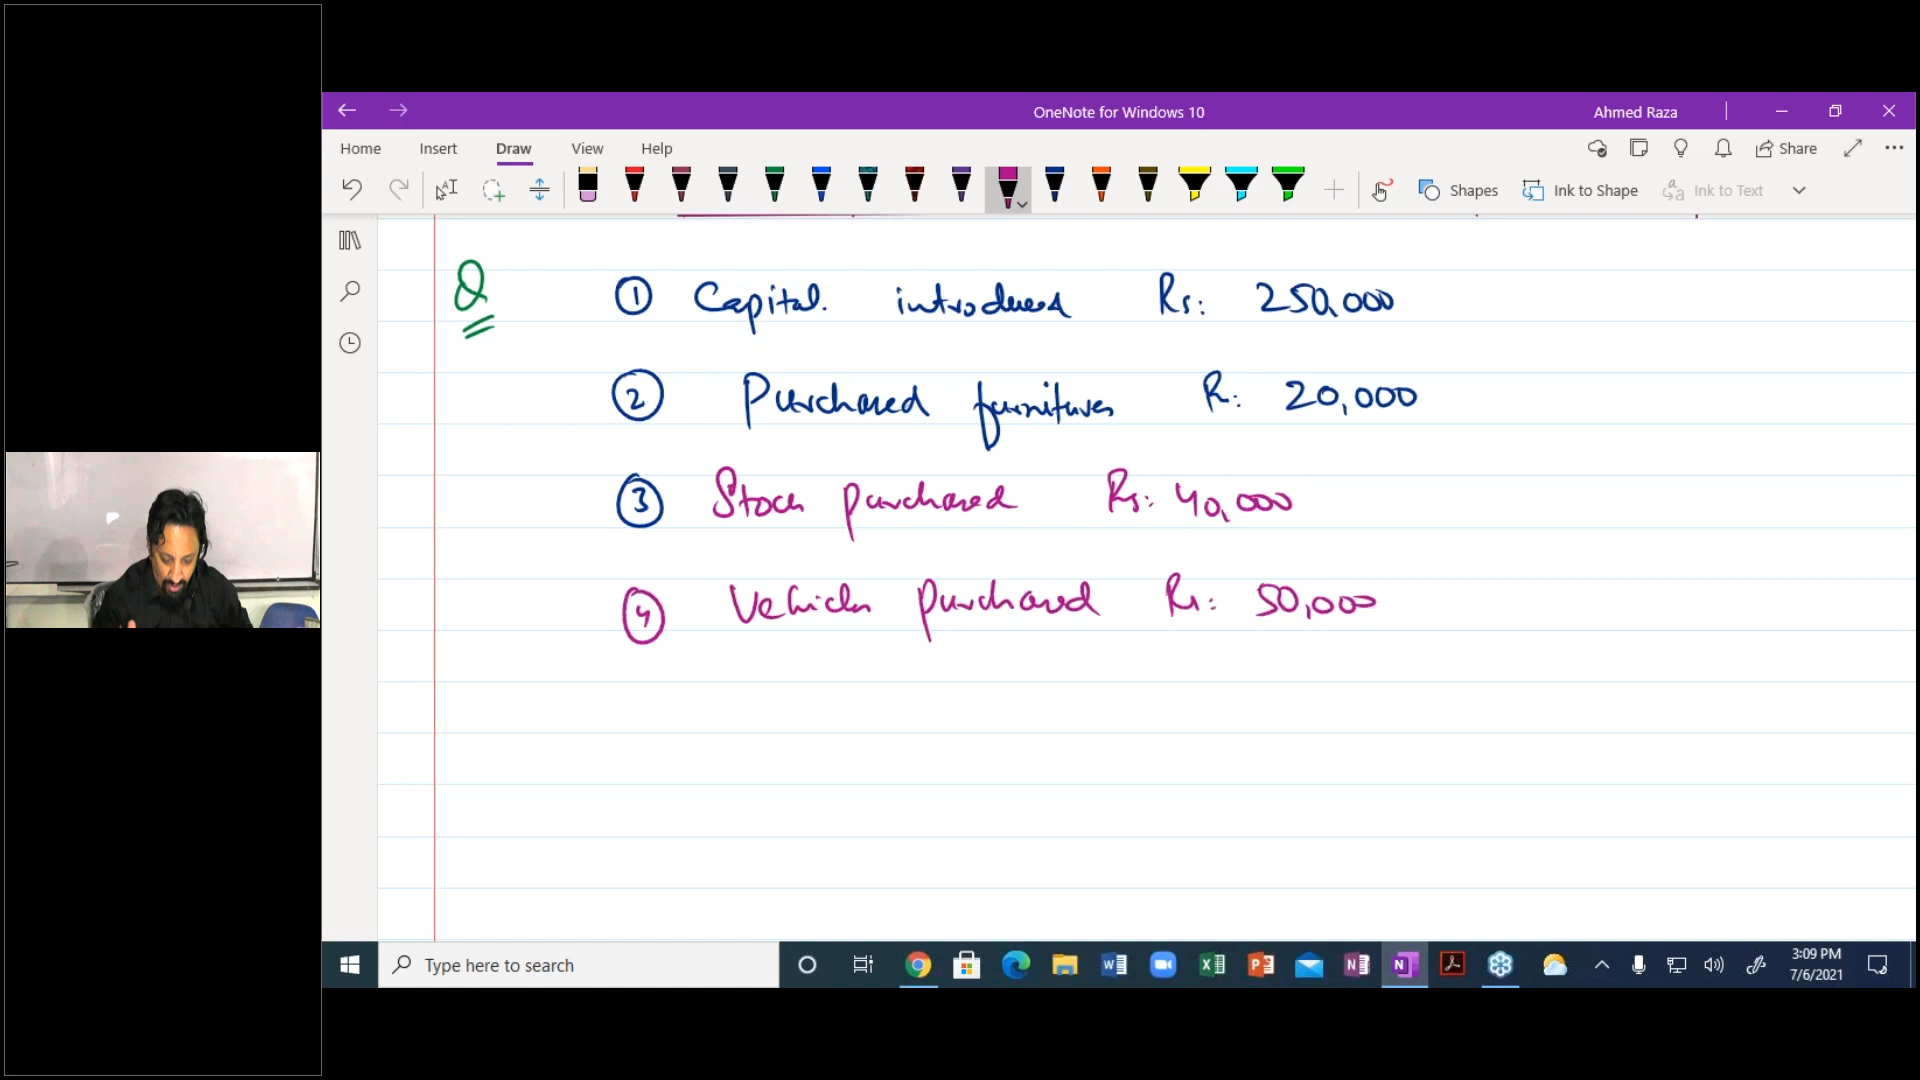 OneNote for Windows 10 Ahmed Raza
Home Insert Draw View Help Share
Shapes Ink to Shape Ink to Text
Q
① Capital. introduced Rs: 250,000
② Purchased furnitures R: 20,000
③ Stock purchased Rs: 40,000
④ Vehicles purchased Rs: 50,000
Type here to search
3:09 PM
7/6/2021